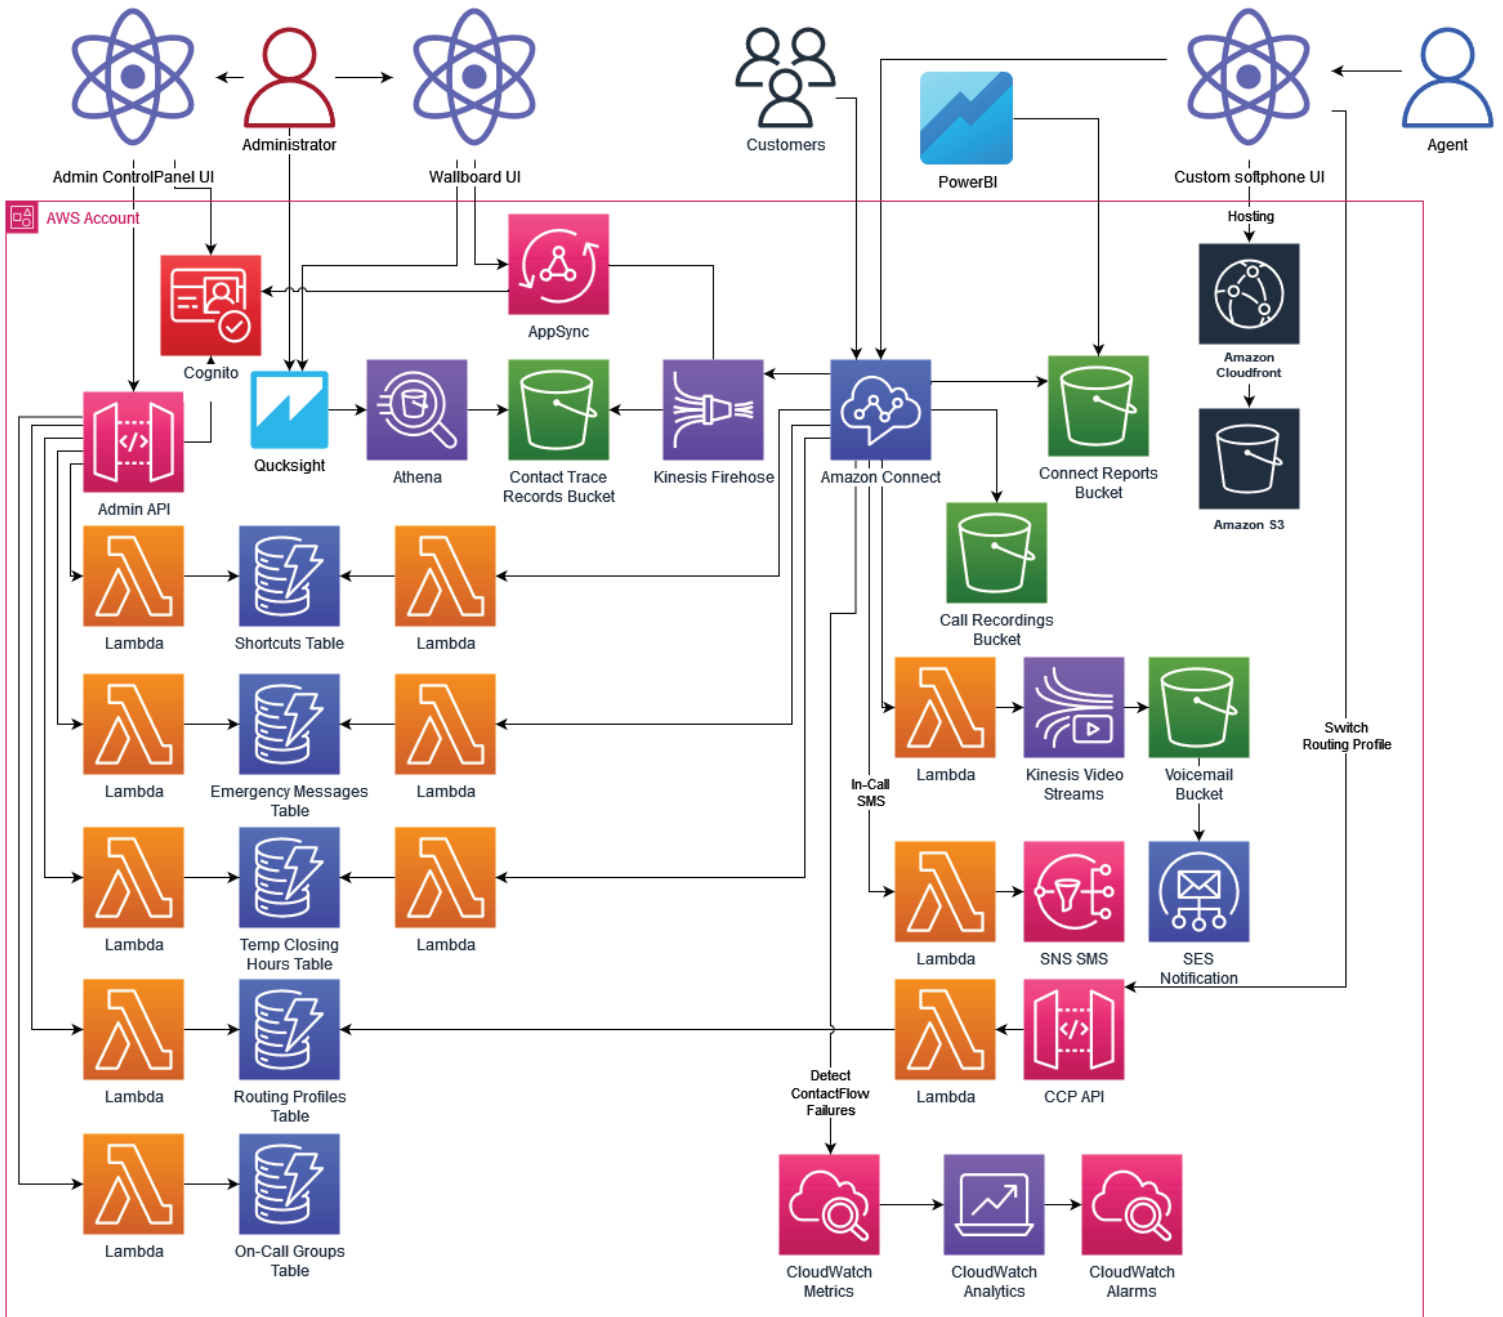 Administrator
Customers
Agent
Admin ControlPanel UI
Wallboard UI
PowerBI
Custom softphone UI
AWS Account
Hosting
AppSync
Cognito
Amazon
Cloudfront
Qucksight
Athena
Contact Trace
Records Bucket
Kinesis Firehose
Amazon Connect
Connect Reports
Bucket
Admin API
Amazon S3
Call Recordings
Bucket
Lambda
Shortcuts Table
Lambda
Switch
Routing Profile
Lambda
Emergency Messages
Table
Lambda
In-Call
SMS
Lambda
Kinesis Video
Streams
Voicemail
Bucket
Lambda
Temp Closing
Hours Table
Lambda
Lambda
SNS SMS
SES
Notification
Lambda
Routing Profiles
Table
Detect
ContactFlow
Failures
Lambda
CCP API
Lambda
On-Call Groups
Table
CloudWatch
Metrics
CloudWatch
Analytics
CloudWatch
Alarms